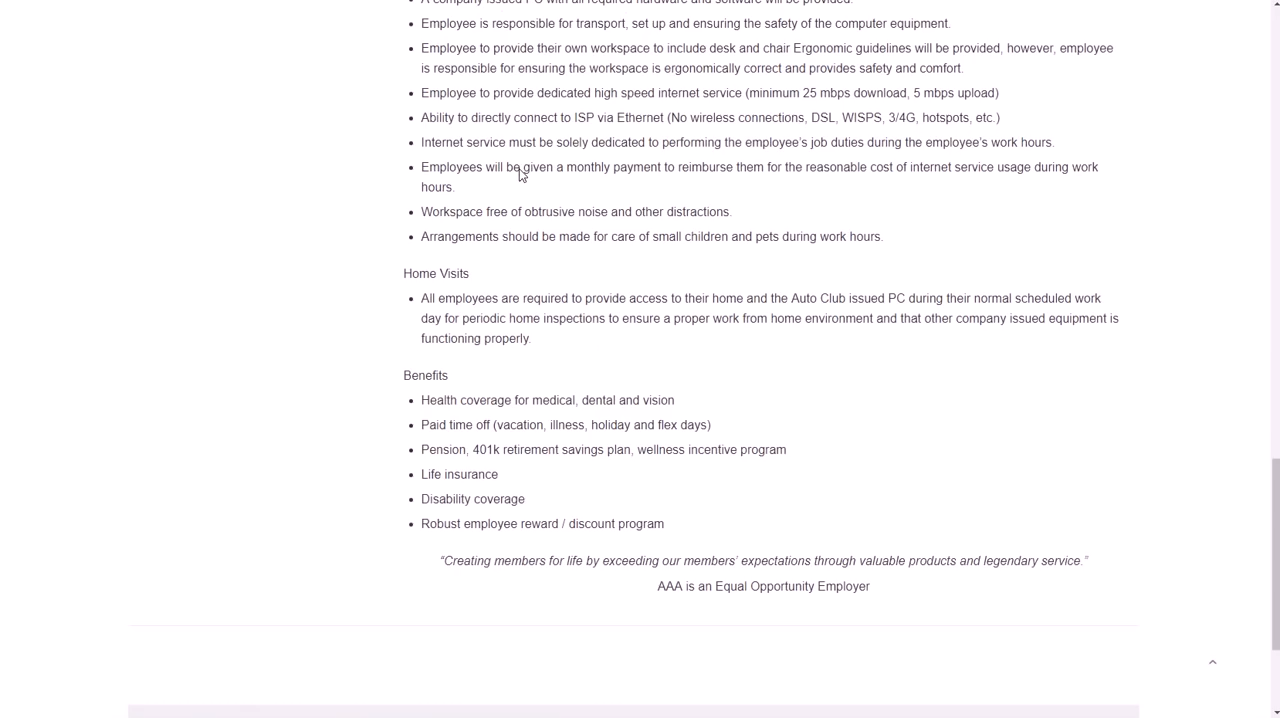 A company issued PC with all required hardware and software will be provided.
Employee is responsible for transport, set up and ensuring the safety of the computer equipment.
Employee to provide their own workspace to include desk and chair Ergonomic guidelines will be provided, however, employee
is responsible for ensuring the workspace is ergonomically correct and provides safety and comfort.
Employee to provide dedicated high speed internet service (minimum 25 mbps download, 5 mbps upload)
Ability to directly connect to ISP via Ethernet (No wireless connections, DSL, WISPS, 3/4G, hotspots, etc.)
Internet service must be solely dedicated to performing the employee’s job duties during the employee’s work hours.
Employees will be given a monthly payment to reimburse them for the reasonable cost of internet service usage during work
hours.
Workspace free of obtrusive noise and other distractions.
Arrangements should be made for care of small children and pets during work hours.
Home Visits
All employees are required to provide access to their home and the Auto Club issued PC during their normal scheduled work
day for periodic home inspections to ensure a proper work from home environment and that other company issued equipment is
functioning properly.
Benefits
Health coverage for medical, dental and vision
Paid time off (vacation, illness, holiday and flex days)
Pension, 401k retirement savings plan, wellness incentive program
Life insurance
Disability coverage
Robust employee reward / discount program
“Creating members for life by exceeding our members’ expectations through valuable products and legendary service.”
AAA is an Equal Opportunity Employer